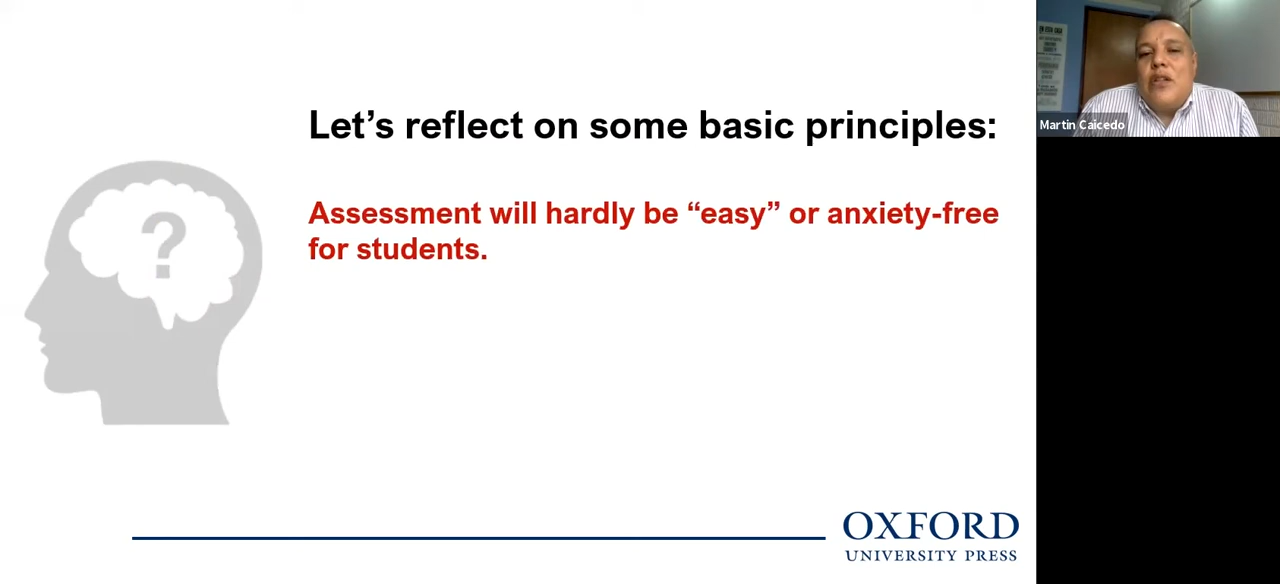 Let’s reflect on some basic principles:
Assessment will hardly be “easy” or anxiety-free
for students.
?
OXFORD
UNIVERSITY PRESS
Martin Caicedo